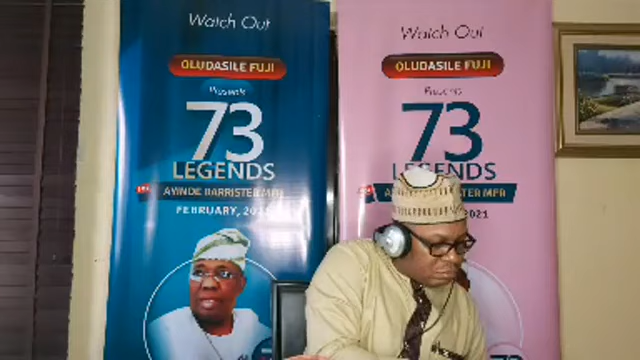 Watch Out
OLUDASILE FUJI
Presents
73
LEGENDS
AYINDE BARRISTER MFR
FEBRUARY, 2021
Watch Out
OLUDASILE FUJI
Presents
73
LEGENDS
MFR
2021